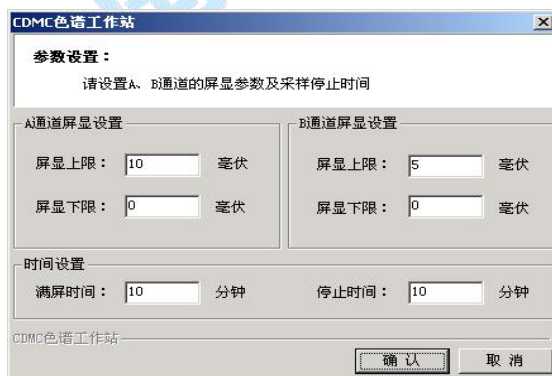 CDMC色谱工作站
参数设置：
请设置A、B通道的屏显参数及采样停止时间
A通道屏显设置
屏显上限： 10 毫伏
屏显下限： 0 毫伏
B通道屏显设置
屏显上限： 5 毫伏
屏显下限： 0 毫伏
时间设置
满屏时间： 10 分钟 停止时间： 10 分钟
CDMC色谱工作站
确认 取消